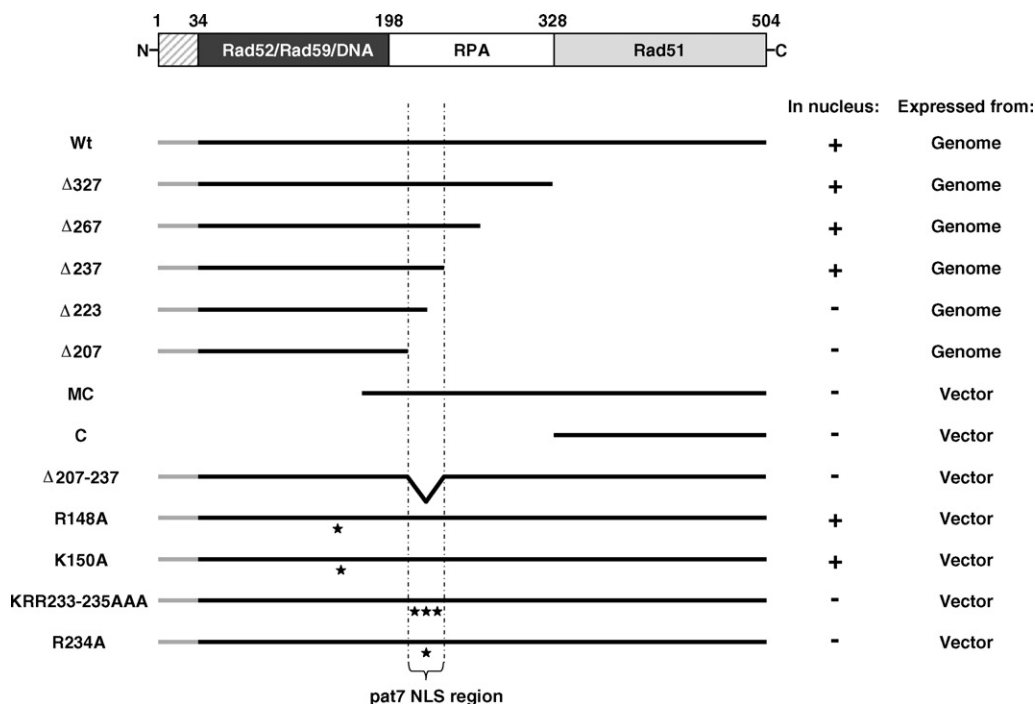 1 34 198 328 504
N- Rad52/Rad59/DNA RPA Rad51 -C
In nucleus: Expressed from:
Wt + Genome
Δ327 + Genome
Δ267 + Genome
Δ237 + Genome
Δ223 - Genome
Δ207 - Genome
MC - Vector
C - Vector
Δ207-237 - Vector
R148A + Vector
K150A + Vector
KRR233-235AAA - Vector
R234A - Vector
pat7 NLS region